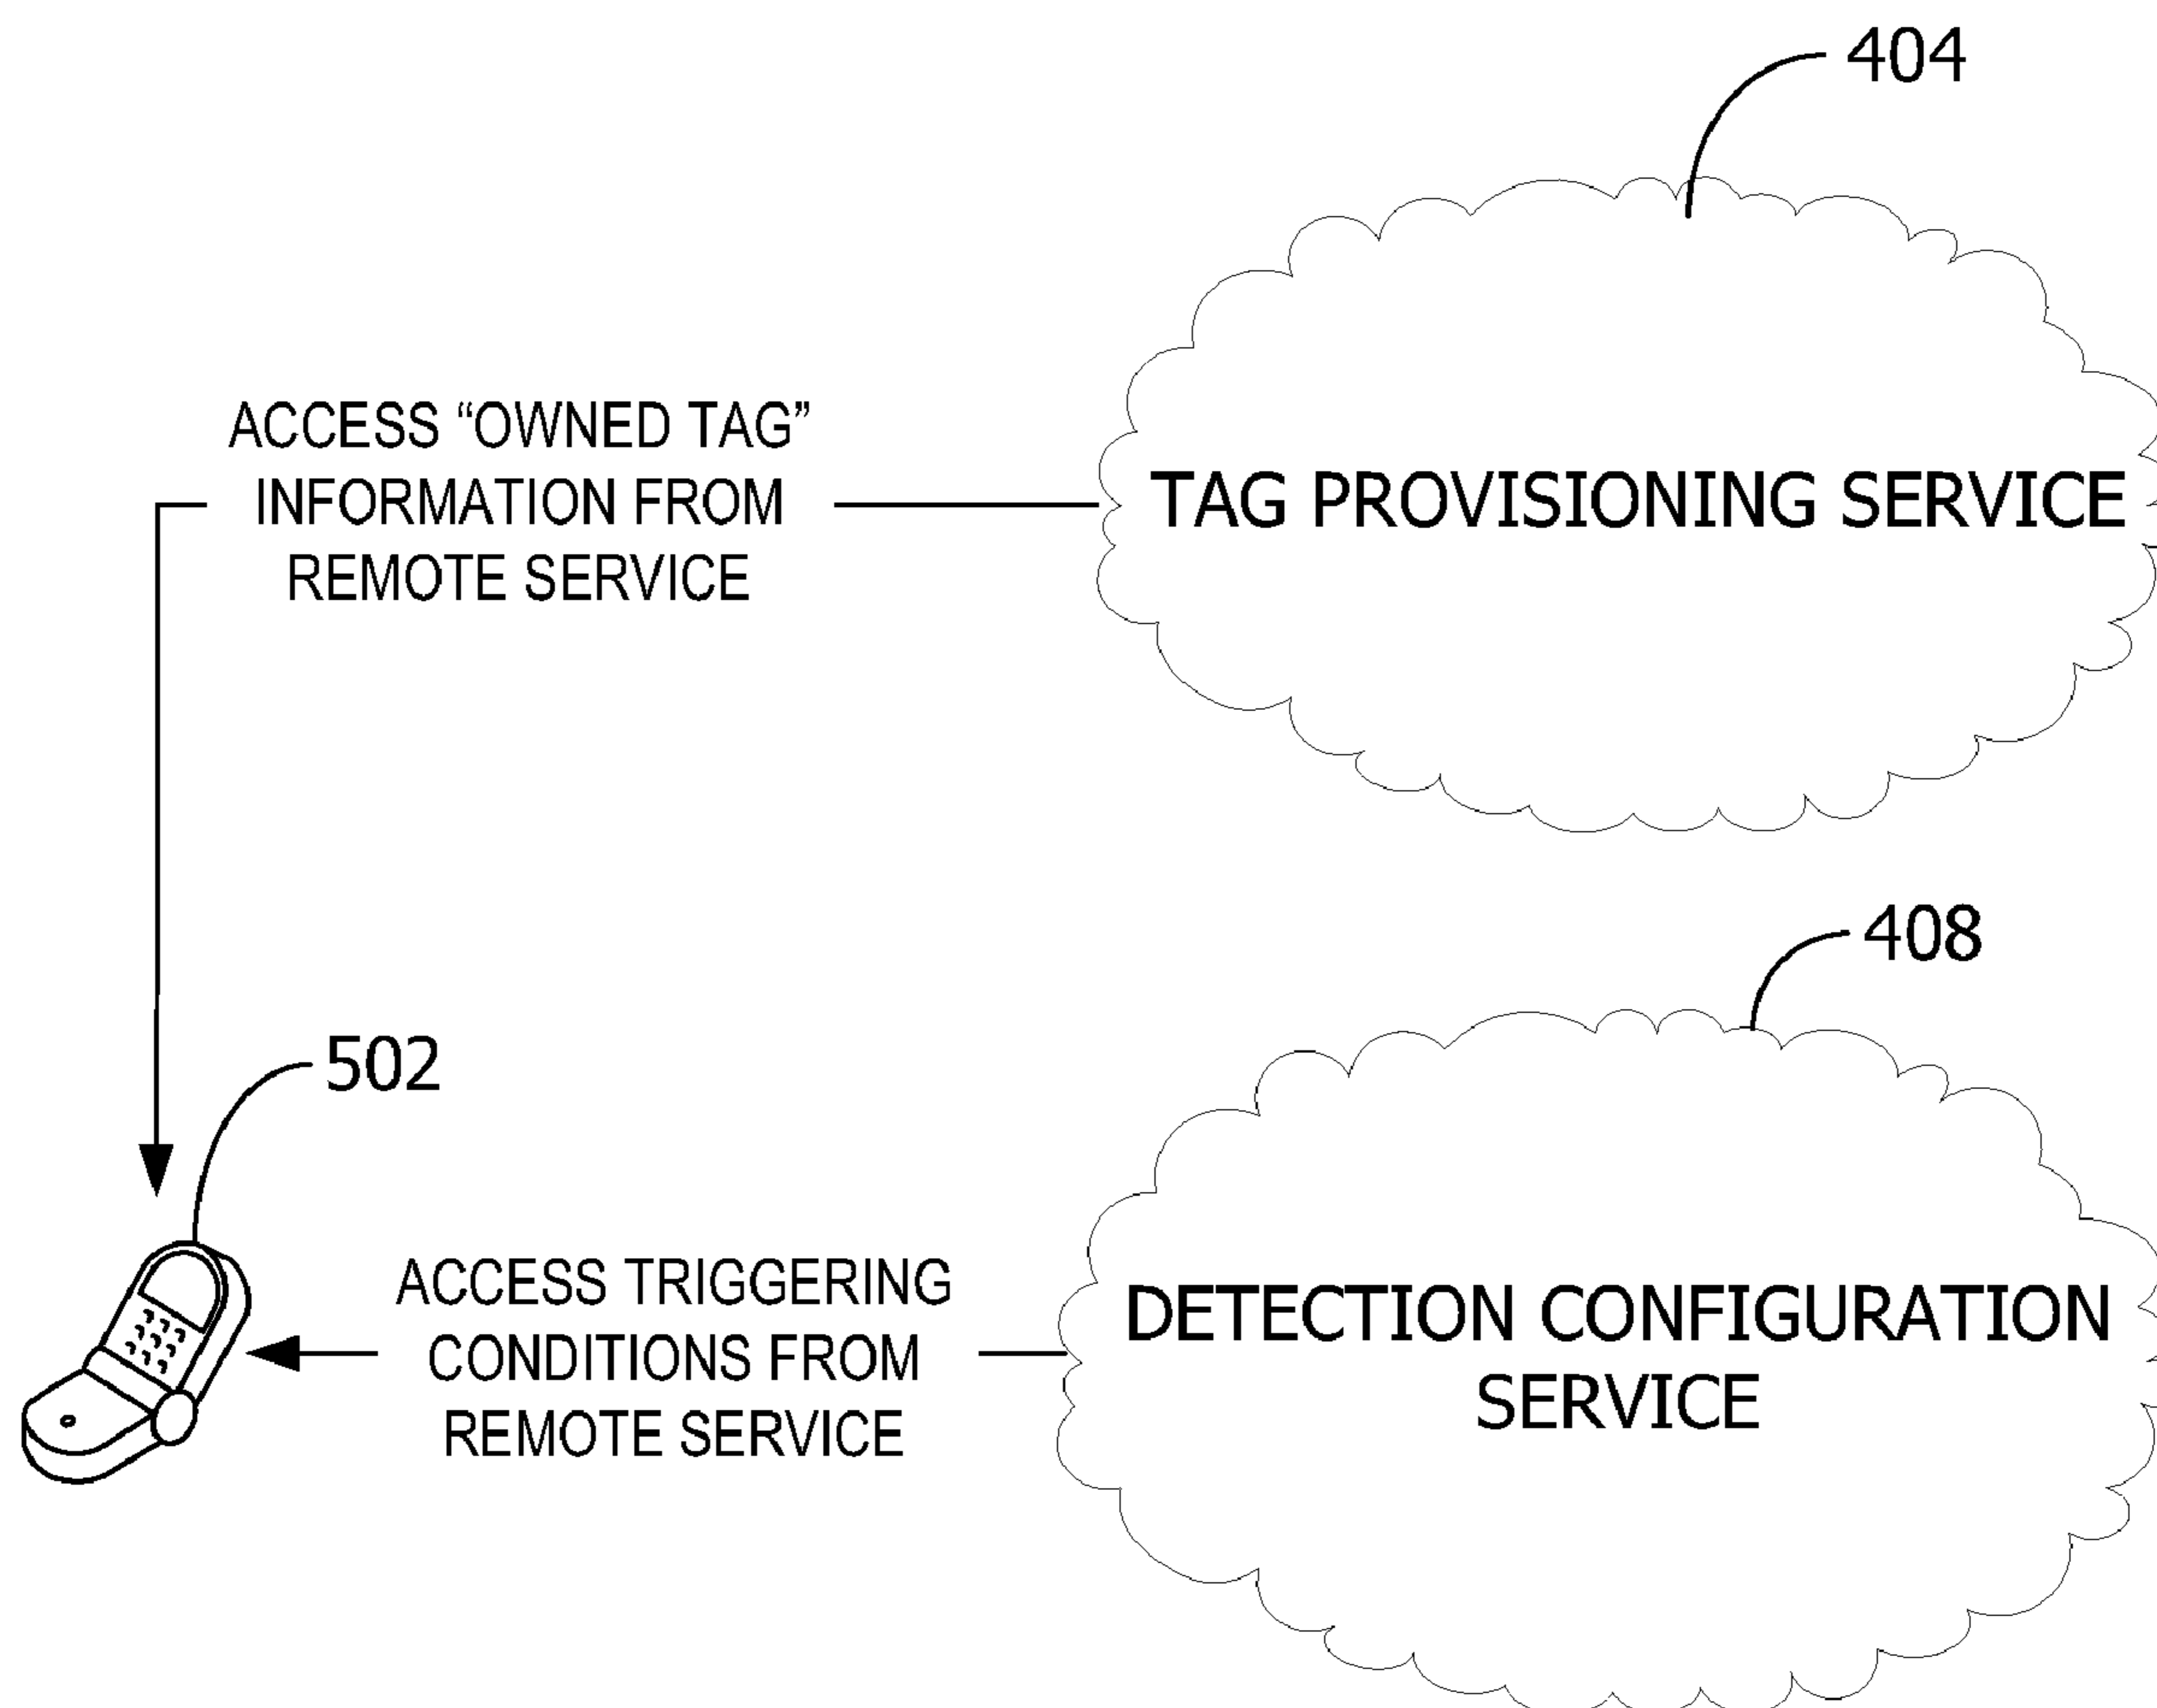 404
ACCESS “OWNED TAG”
INFORMATION FROM
REMOTE SERVICE
TAG PROVISIONING SERVICE
408
502
ACCESS TRIGGERING
CONDITIONS FROM
REMOTE SERVICE
DETECTION CONFIGURATION
SERVICE